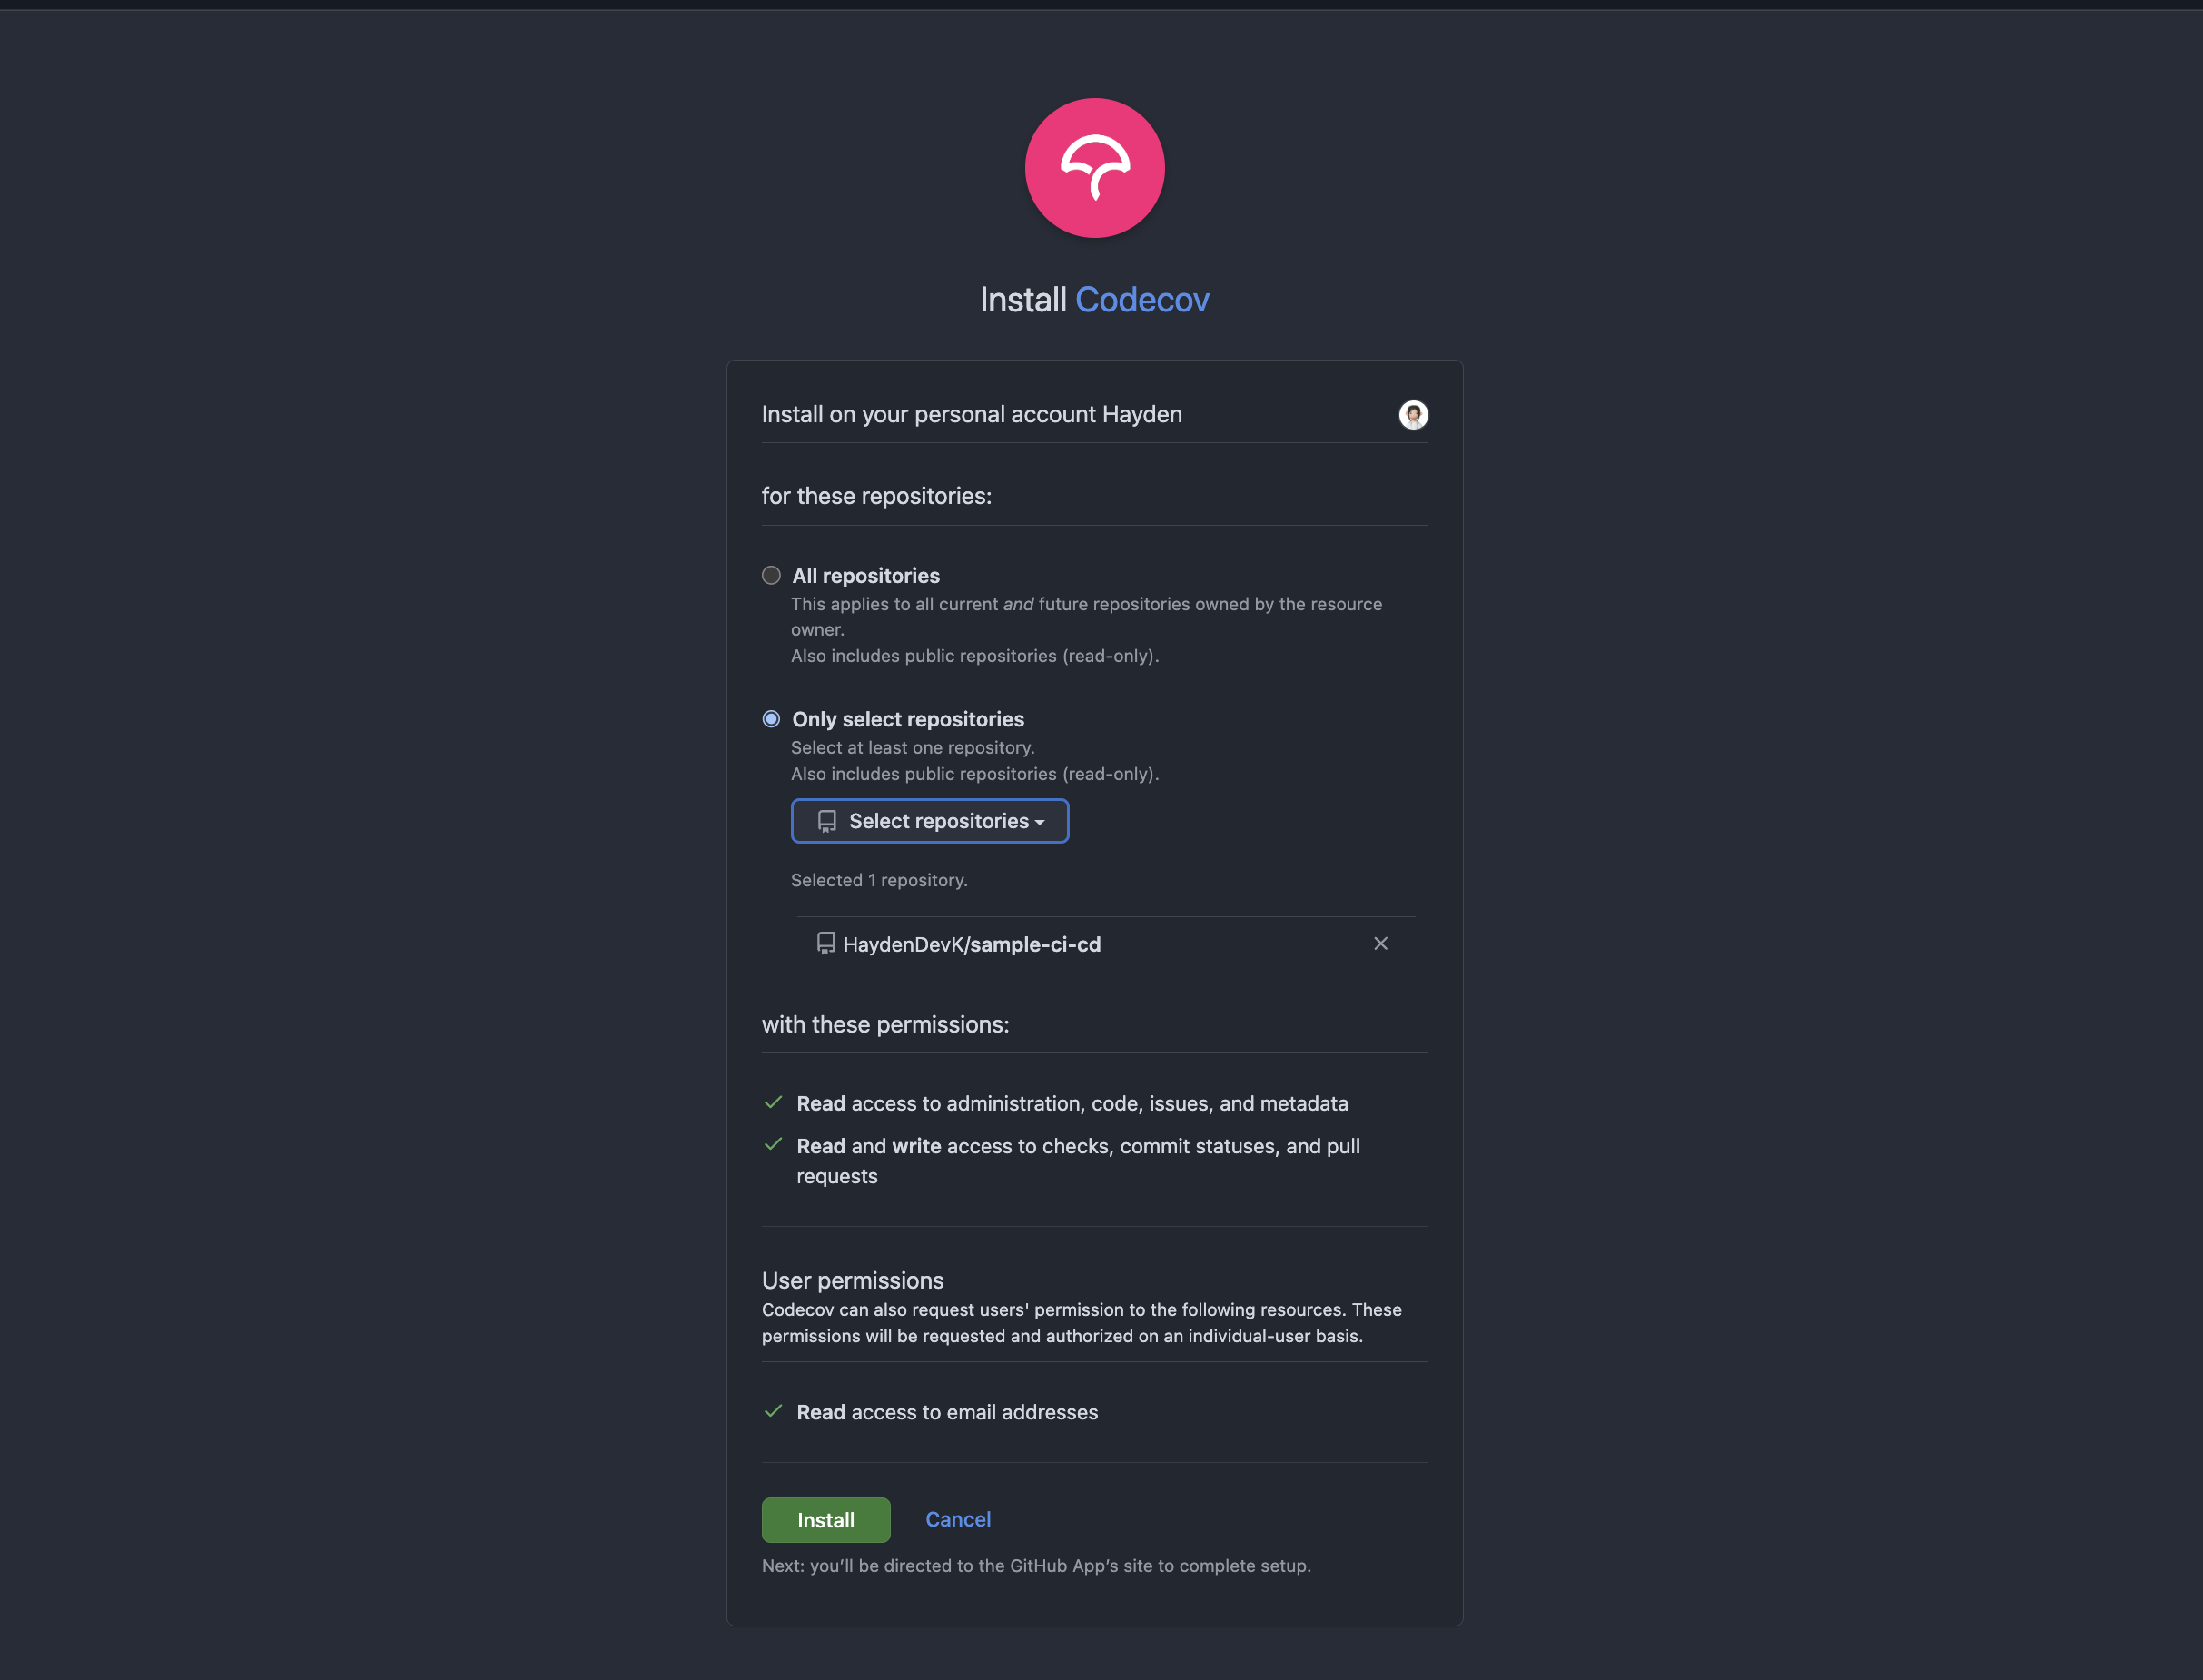 Install Codecov
Install on your personal account Hayden
for these repositories:
All repositories
This applies to all current and future repositories owned by the resource
owner.
Also includes public repositories (read-only).
Only select repositories
Select at least one repository.
Also includes public repositories (read-only).
Select repositories
Selected 1 repository.
HaydenDevK/sample-ci-cd
with these permissions:
Read access to administration, code, issues, and metadata
Read and write access to checks, commit statuses, and pull
requests
User permissions
Codecov can also request users' permission to the following resources. These
permissions will be requested and authorized on an individual-user basis.
Read access to email addresses
Install Cancel
Next: you’ll be directed to the GitHub App’s site to complete setup.